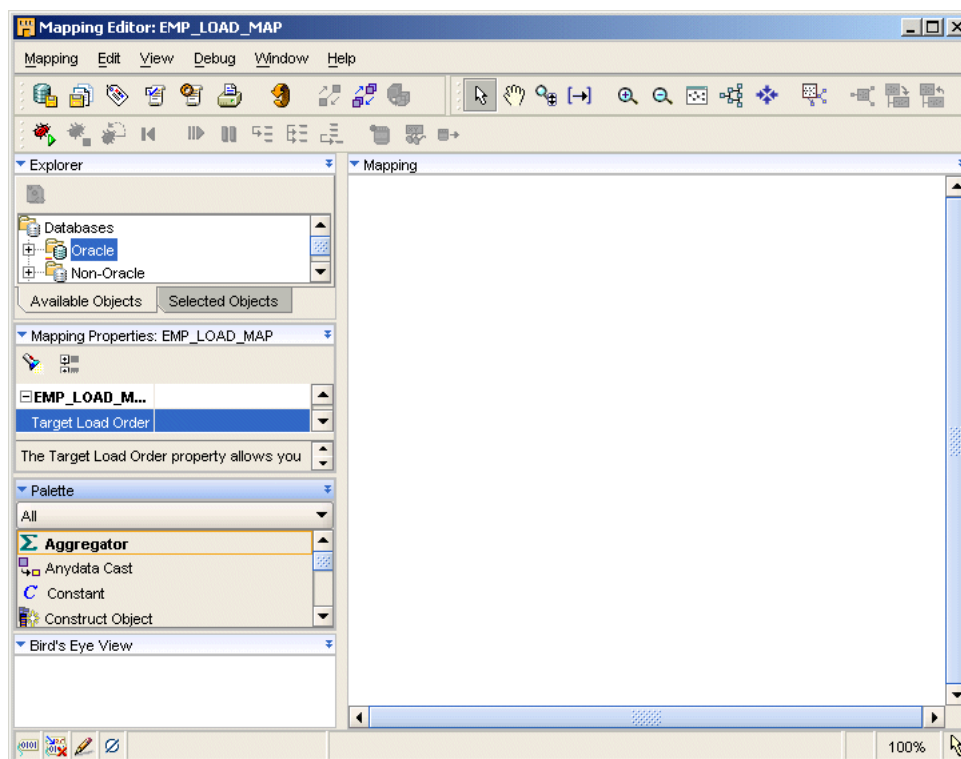 Mapping Editor: EMP_LOAD_MAP
Mapping Edit View Debug Window Help
Explorer
Mapping
Databases
Oracle
Non-Oracle
Available Objects Selected Objects
Mapping Properties: EMP_LOAD_MAP
EMP_LOAD_M...
Target Load Order
The Target Load Order property allows you
Palette
All
Aggregator
Anydata Cast
C Constant
Construct Object
Bird's Eye View
100%